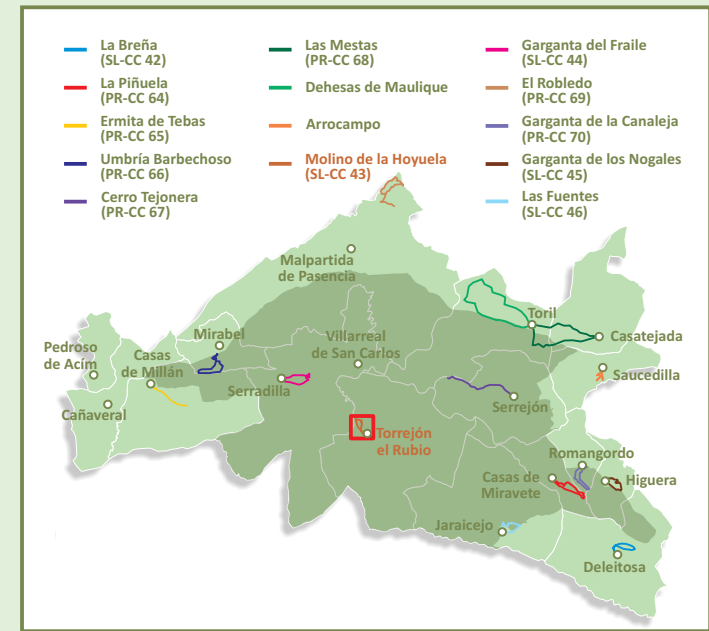 La Breña
(SL-CC 42)
La Piñuela
(PR-CC 64)
Ermita de Tebas
(PR-CC 65)
Umbría Barbechoso
(PR-CC 66)
Cerro Tejonera
(PR-CC 67)
Las Mestas
(PR-CC 68)
Dehesas de Maulique
Arrocampo
Molino de la Hoyuela
(SL-CC 43)
Garganta del Fraile
(SL-CC 44)
El Robledo
(PR-CC 69)
Garganta de la Canaleja
(PR-CC 70)
Garganta de los Nogales
(SL-CC 45)
Las Fuentes
(SL-CC 46)
Malpartida
de Pasencia
Toril
Casatejada
Mirabel
Villarreal
de San Carlos
Pedroso
de Acím
Casas
de Millán
Saucedilla
Serradilla
Serrejón
Cañaveral
Torrejón
el Rubio
Romangordo
Casas de
Miravete
Higuera
Jaraicejo
Deleitosa